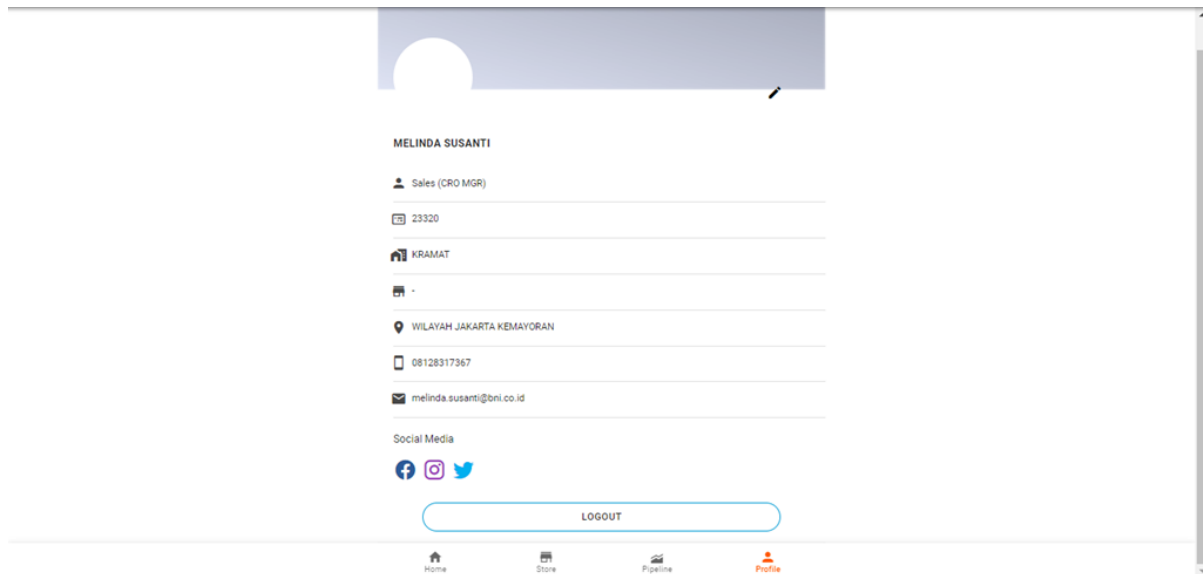 MELINDA SUSANTI
Sales (CRO MGR)
23320
KRAMAT
-
WILAYAH JAKARTA KEMAYORAN
08128317367
melinda.susanti@bni.co.id
Social Media
LOGOUT
Home Store Pipeline Profile